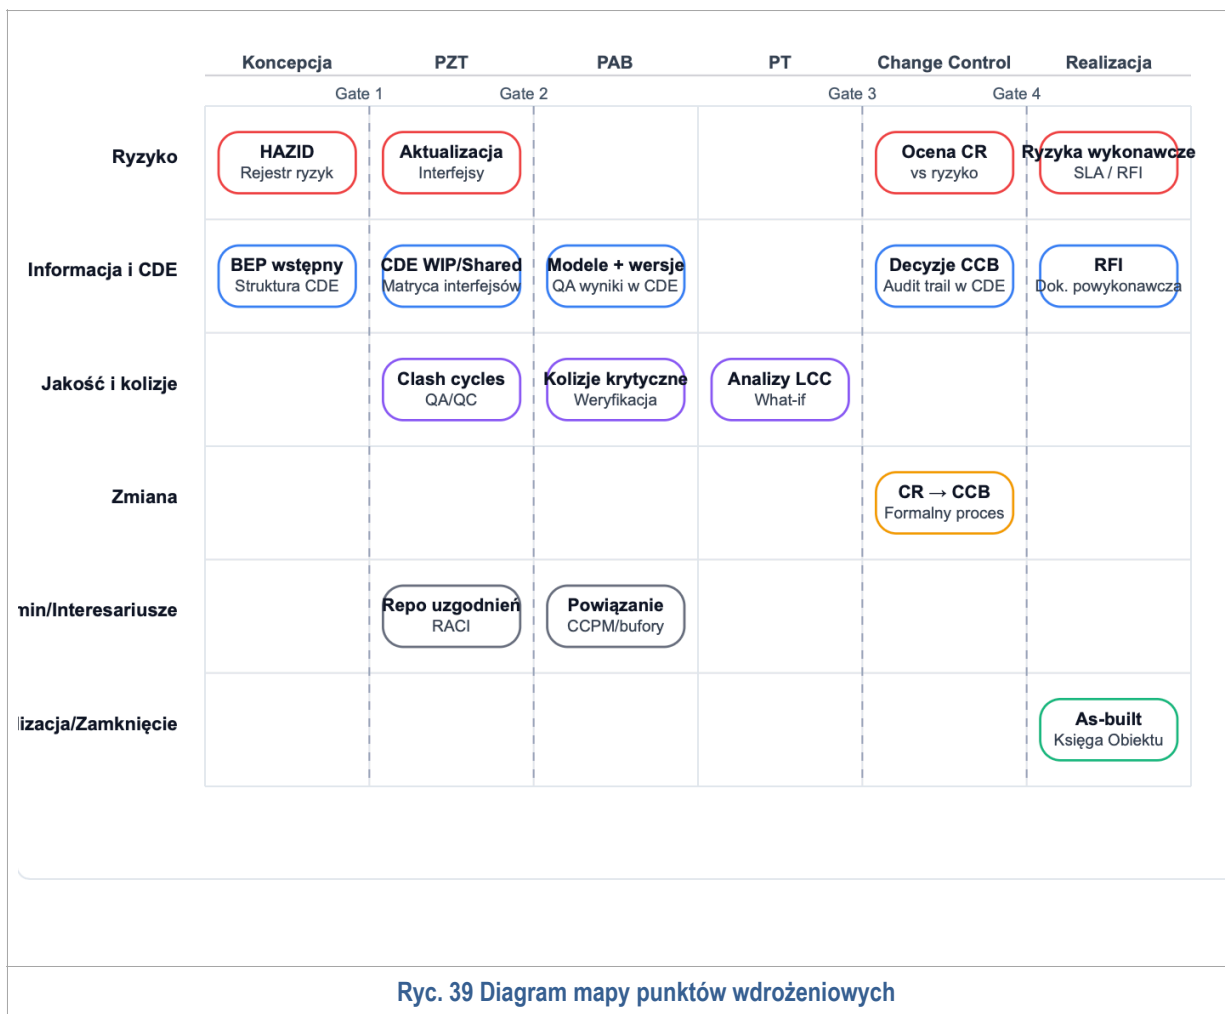 Koncepcja PZT PAB PT Change Control Realizacja
Gate 1 Gate 2 Gate 3 Gate 4
Ryzyko
HAZID
Rejestr ryzyk
Aktualizacja
Interfejsy
Ocena CR
vs ryzyko
Ryzyka wykonawcze
SLA / RFI
Informacja i CDE
BEP wstępny
Struktura CDE
CDE WIP/Shared
Matryca interfejsów
Modele + wersje
QA wyniki w CDE
Decyzje CCB
Audit trail w CDE
RFI
Dok. powykonawcza
Jakość i kolizje
Clash cycles
QA/QC
Kolizje krytyczne
Weryfikacja
Analizy LCC
What-if
Zmiana
CR → CCB
Formalny proces
min/Interesariusze
Repo uzgodnień
RACI
Powiązanie
CCPM/bufory
lizacja/Zamknięcie
As-built
Księga Obiektu
Ryc. 39 Diagram mapy punktów wdrożeniowych